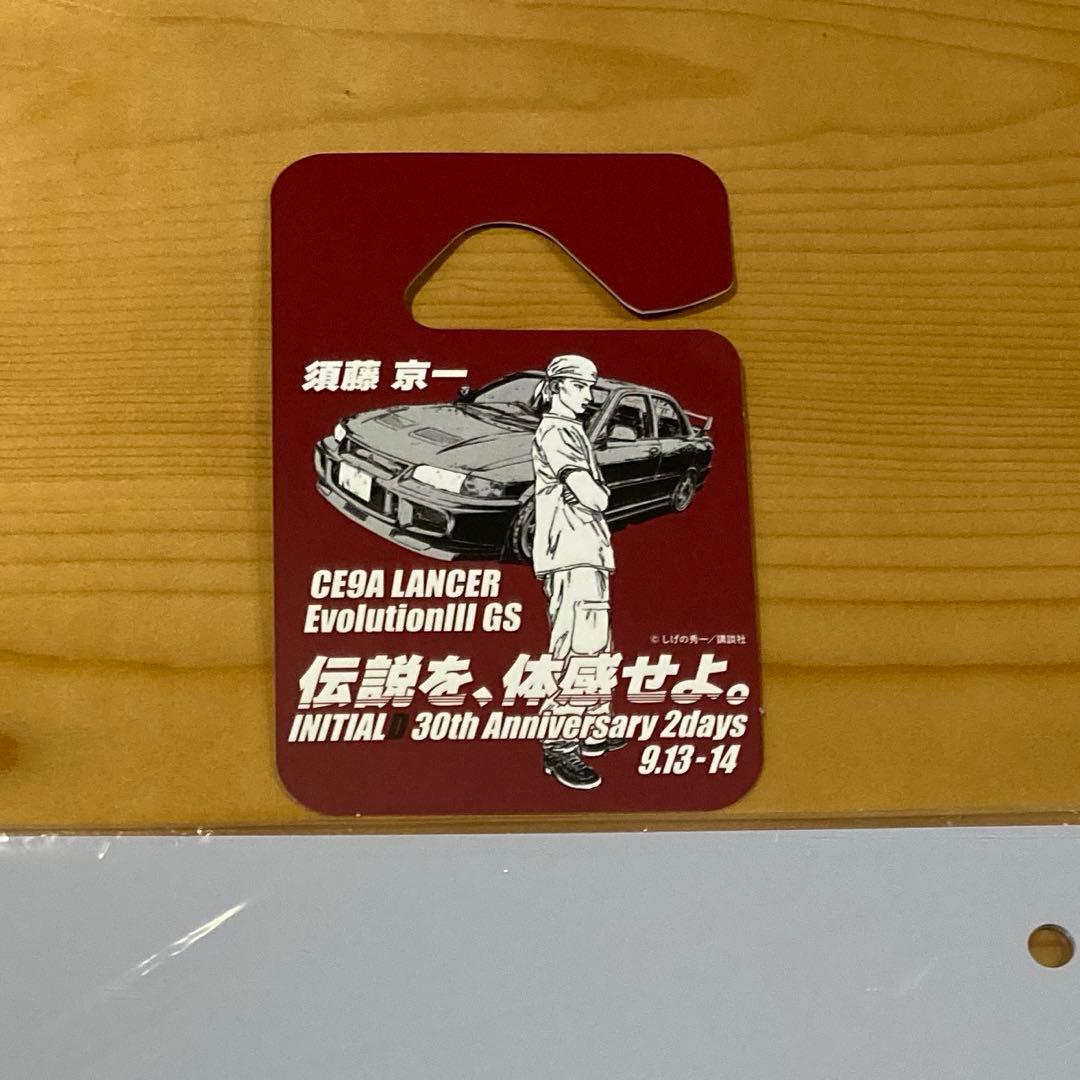 須藤 京一
CE9A LANCER
EvolutionIII GS
© しげの秀一／講談社
伝説を、体感せよ。
INITIAL D 30th Anniversary 2days
9.13-14